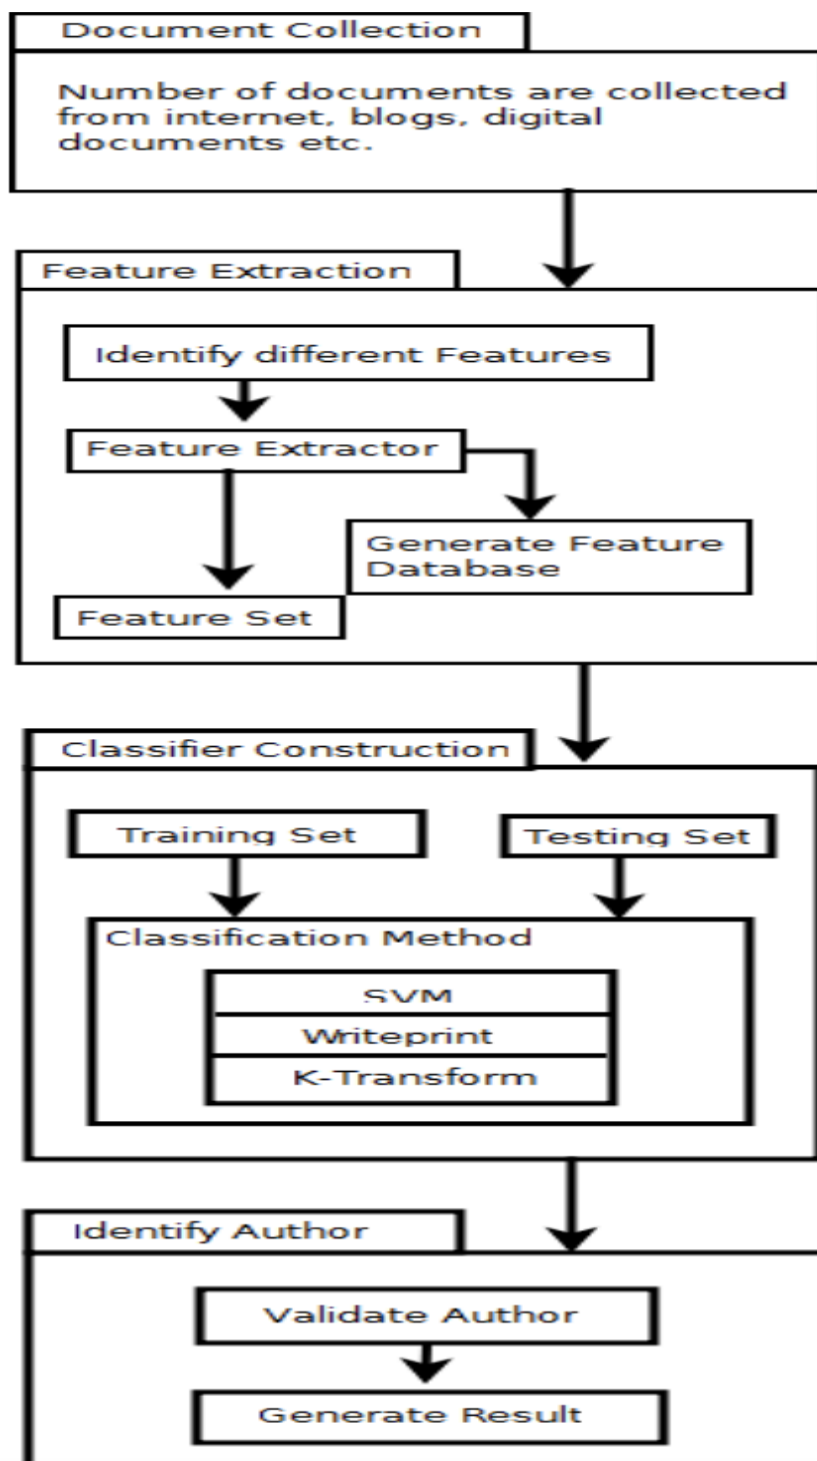 Document Collection
Number of documents are collected
from internet, blogs, digital
documents etc.
Feature Extraction
Identify different Features
Feature Extractor
Generate Feature
Database
Feature Set
Classifier Construction
Training Set
Testing Set
Classification Method
SVM
Writeprint
K-Transform
Identify Author
Validate Author
Generate Result